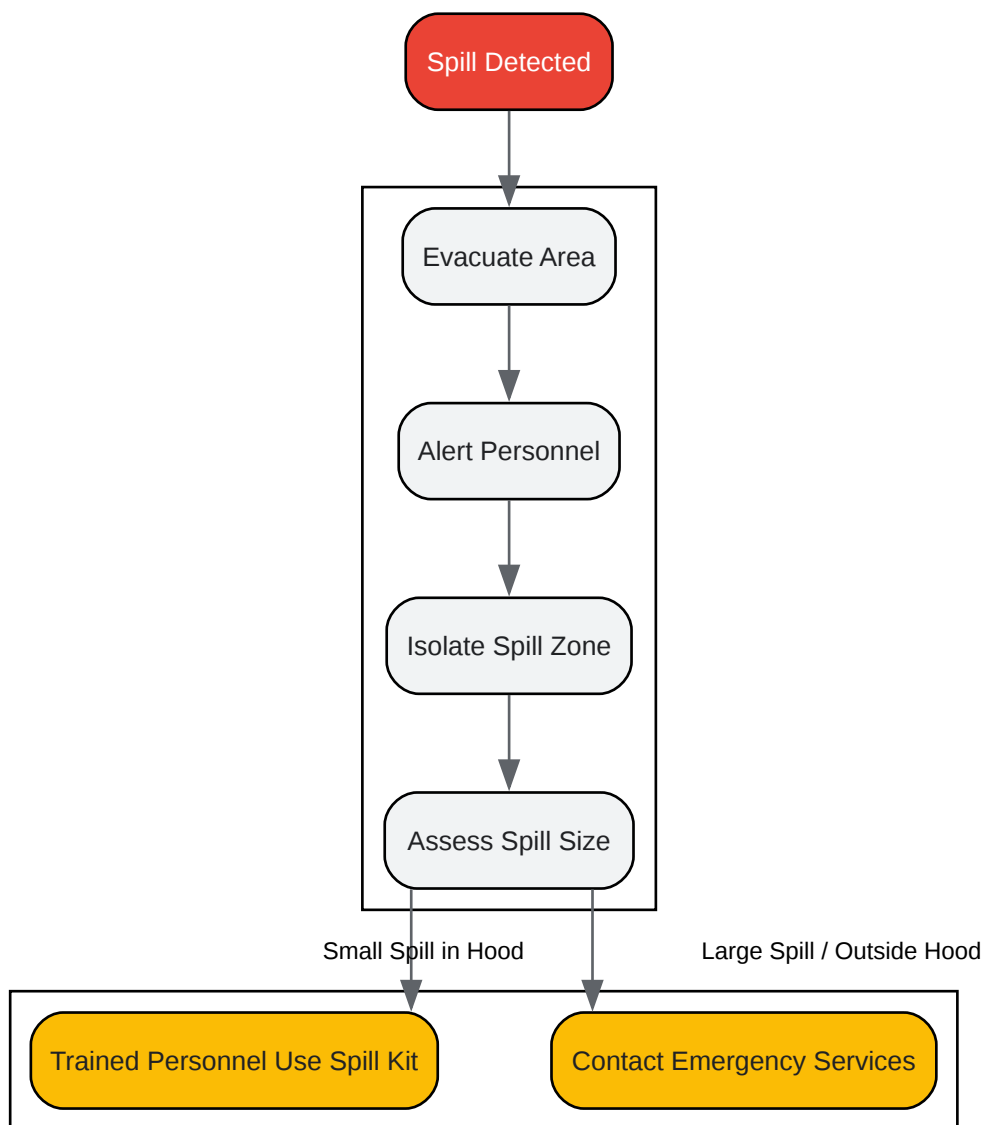 Spill Detected
Evacuate Area
Alert Personnel
Isolate Spill Zone
Assess Spill Size
Small Spill in Hood
Large Spill / Outside Hood
Trained Personnel Use Spill Kit
Contact Emergency Services